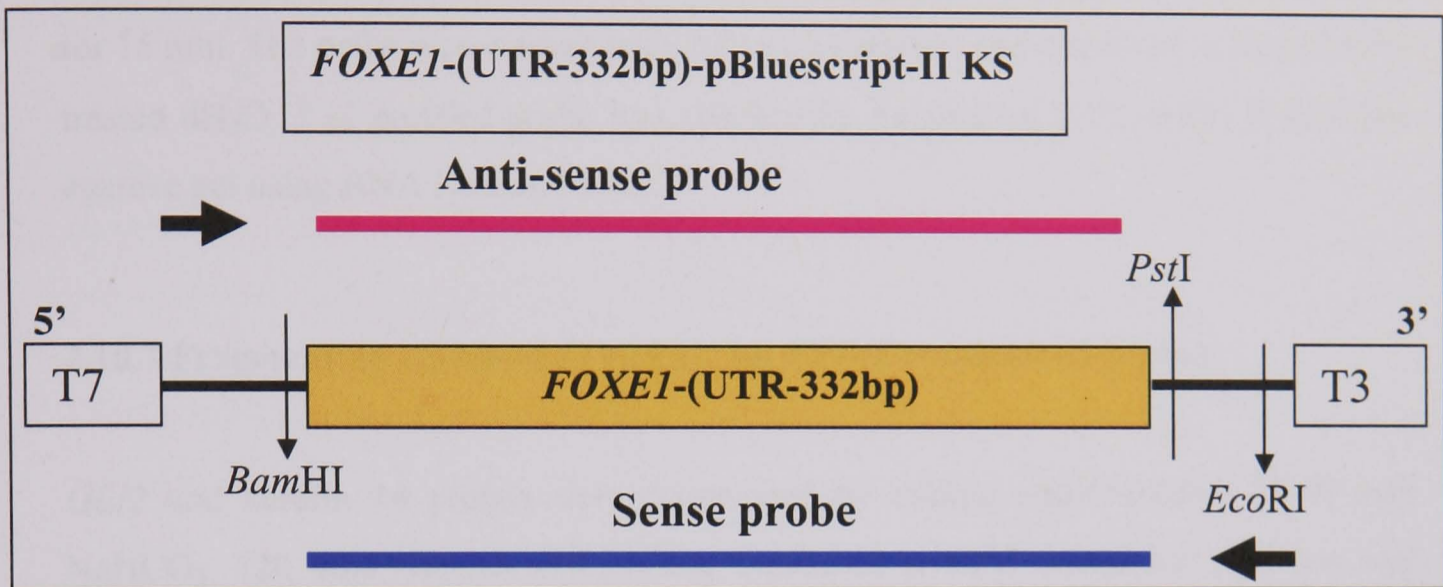 FOXE1-(UTR-332bp)-pBluescript-II KS
Anti-sense probe
PstI
5’ 3’
T7 FOXE1-(UTR-332bp) T3
BamHI
EcoRI
Sense probe